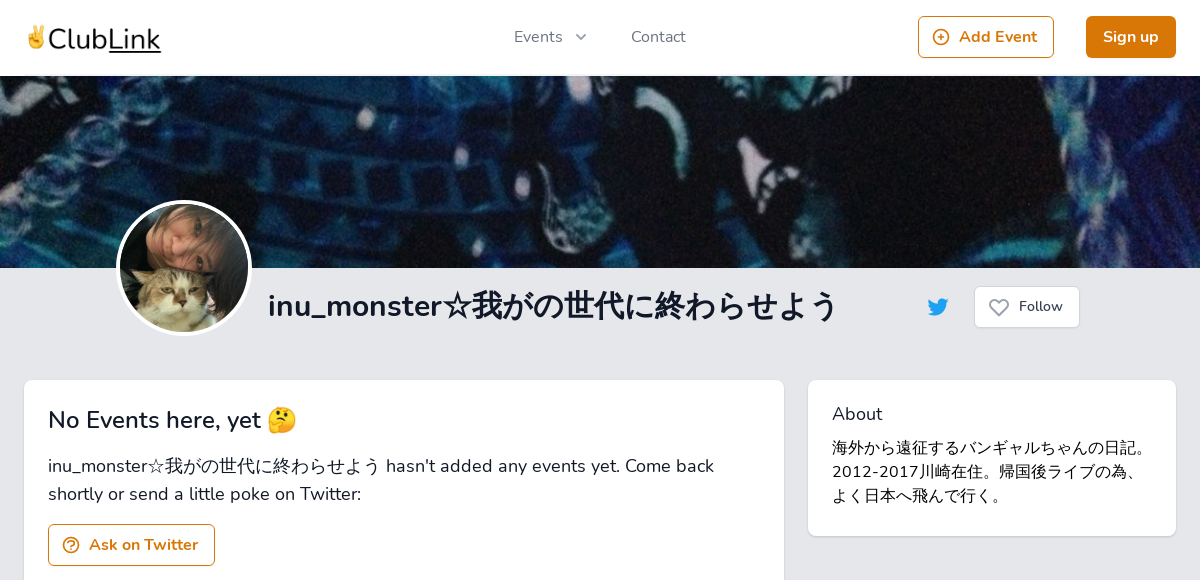 ✌️ClubLink
Events
Contact
Add Event
Sign up
inu_monster☆我がの世代に終わらせよう
Follow
No Events here, yet 🤔
inu_monster☆我がの世代に終わらせよう hasn't added any events yet. Come back
shortly or send a little poke on Twitter:
Ask on Twitter
About
海外から遠征するバンギャルちゃんの日記。
2012-2017川崎在住。帰国後ライブの為、
よく日本へ飛んで行く。